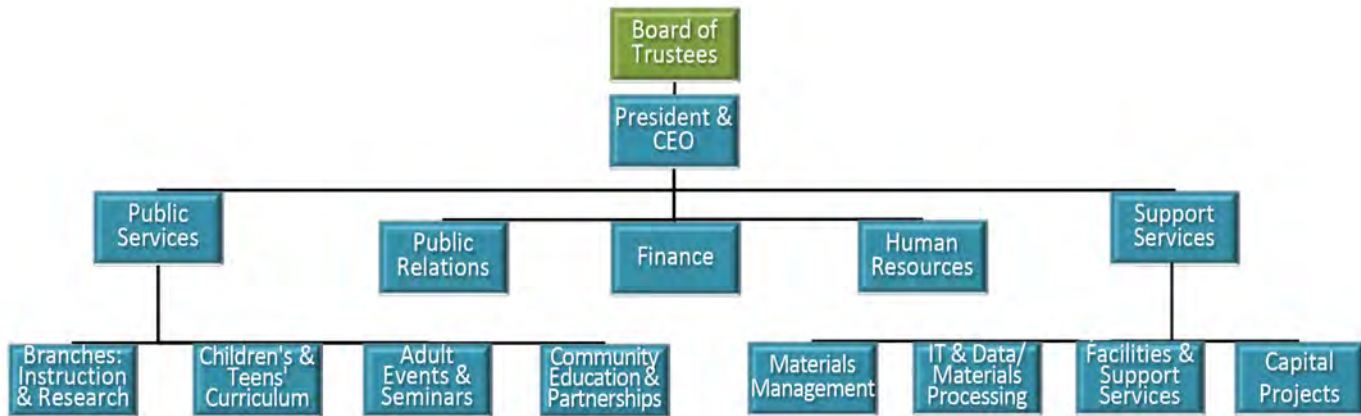 Board of
Trustees
President &
CEO
Public
Services
Public
Relations
Finance
Human
Resources
Support
Services
Branches:
Instruction
& Research
Children's &
Teens'
Curriculum
Adult
Events &
Seminars
Community
Education &
Partnerships
Materials
Management
IT & Data/
Materials
Processing
Facilities &
Support
Services
Capital
Projects